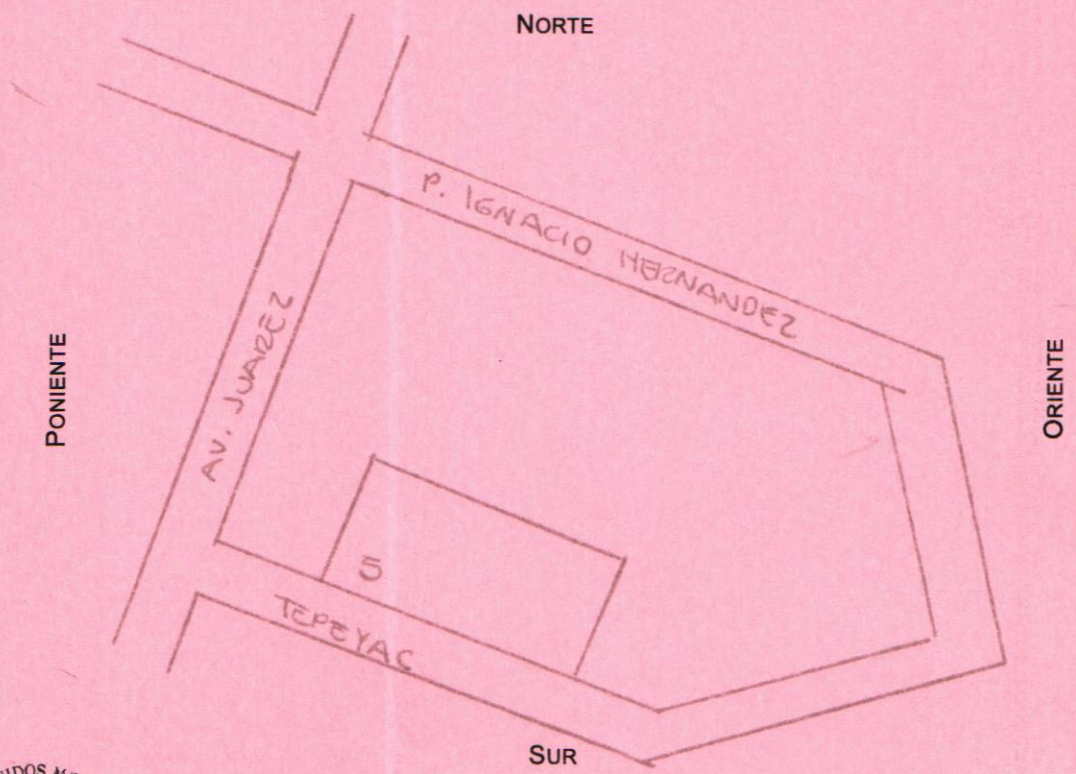 NORTE
P. IGNACIO HERNANDEZ
PONIENTE
AV. JUAREZ
ORIENTE
5
TEPEYAC
SUR